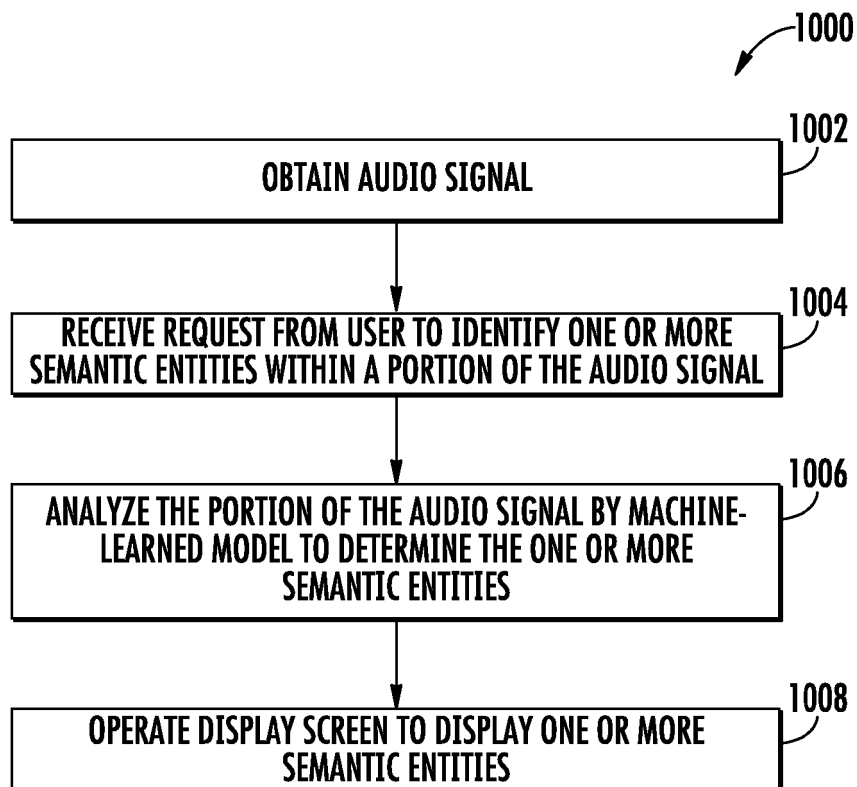 1000
1002
OBTAIN AUDIO SIGNAL
1004
RECEIVE REQUEST FROM USER TO IDENTIFY ONE OR MORE
SEMANTIC ENTITIES WITHIN A PORTION OF THE AUDIO SIGNAL
1006
ANALYZE THE PORTION OF THE AUDIO SIGNAL BY MACHINE-
LEARNED MODEL TO DETERMINE THE ONE OR MORE
SEMANTIC ENTITIES
1008
OPERATE DISPLAY SCREEN TO DISPLAY ONE OR MORE
SEMANTIC ENTITIES